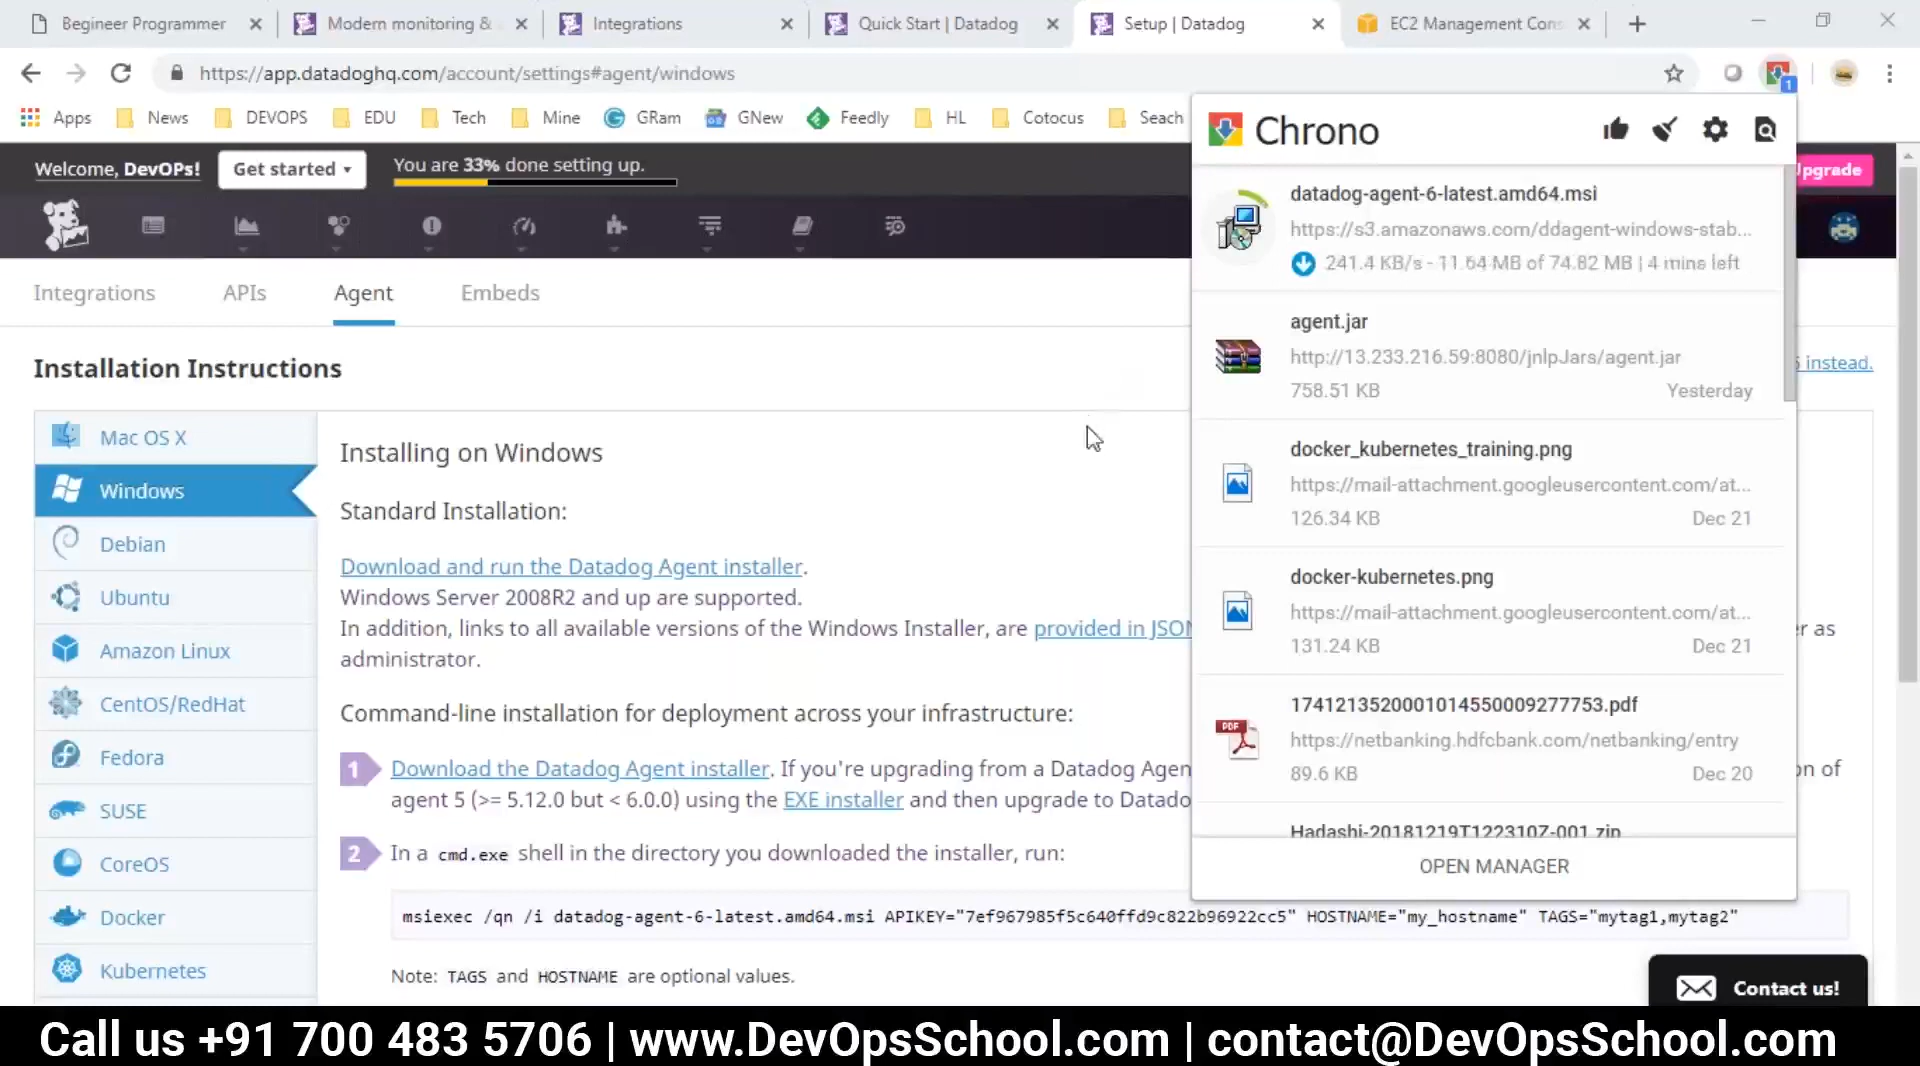 Begineer Programmer
Modern monitoring &
Integrations
Quick Start | Datadog
Setup | Datadog
EC2 Management Con
https://app.datadoghq.com/account/settings#agent/windows
1
Apps
News
DEVOPS
EDU
Tech
Mine
GRam
GNew
Feedly
HL
Cotocus
Seach
Welcome, DevOPs!
Get started
You are 33% done setting up.
Upgrade
Integrations
APIs
Agent
Embeds
Installation Instructions
instead.
Mac OS X
Windows
Debian
Ubuntu
Amazon Linux
CentOS/RedHat
Fedora
SUSE
CoreOS
Docker
Kubernetes
Installing on Windows
Standard Installation:
Download and run the Datadog Agent installer.
Windows Server 2008R2 and up are supported.
In addition, links to all available versions of the Windows Installer, are provided in JSON
r as
administrator.
Command-line installation for deployment across your infrastructure:
1 Download the Datadog Agent installer. If you're upgrading from a Datadog Agen
on of
agent 5 (>= 5.12.0 but < 6.0.0) using the EXE installer and then upgrade to Datado
2 In a cmd.exe shell in the directory you downloaded the installer, run:
msiexec /qn /i datadog-agent-6-latest.amd64.msi APIKEY="7ef967985f5c640ffd9c822b96922cc5" HOSTNAME="my_hostname" TAGS="mytag1,mytag2"
Note: TAGS and HOSTNAME are optional values.
Chrono
datadog-agent-6-latest.amd64.msi
https://s3.amazonaws.com/ddagent-windows-stab...
241.4 KB/s - 11.64 MB of 74.82 MB | 4 mins left
agent.jar
http://13.233.216.59:8080/jnlpJars/agent.jar
758.51 KB
Yesterday
docker_kubernetes_training.png
https://mail-attachment.googleusercontent.com/at...
126.34 KB
Dec 21
docker-kubernetes.png
https://mail-attachment.googleusercontent.com/at...
131.24 KB
Dec 21
PDF
174121352000101455000927​7753.pdf
https://netbanking.hdfcbank.com/netbanking/entry
89.6 KB
Dec 20
Hadashi-20181219T122310Z-001.zip
OPEN MANAGER
Contact us!
Call us +91 700 483 5706 | www.DevOpsSchool.com | contact@DevOpsSchool.com